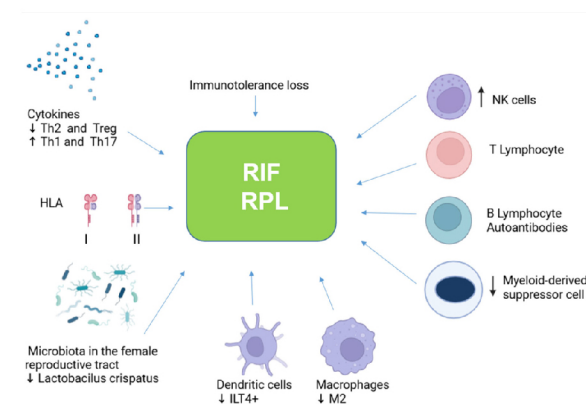 Immunotolerance loss
Cytokines
↓ Th2 and Treg
↑ Th1 and Th17
HLA
I II
Microbiota in the female
reproductive tract
↓ Lactobacilus crispatus
RIF
RPL
Dendritic cells
↓ ILT4+
Macrophages
↓ M2
↑ NK cells
T Lymphocyte
B Lymphocyte
Autoantibodies
↓ Myeloid-derived
suppressor cell